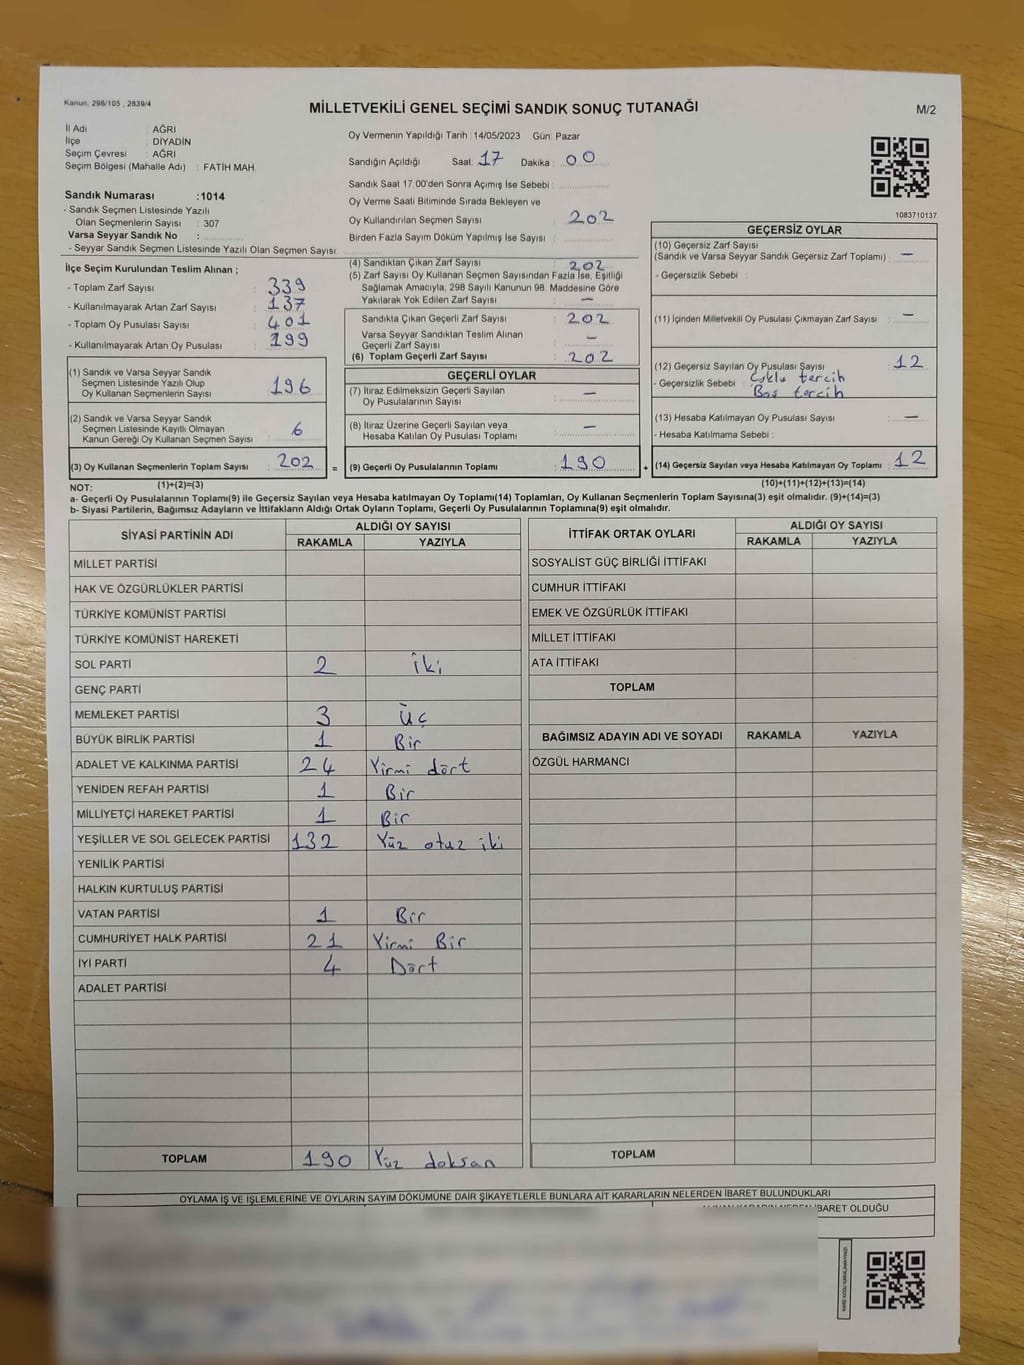 Kanun: 298/105 , 2839/4
MİLLETVEKİLİ GENEL SEÇİMİ SANDIK SONUÇ TUTANAĞI
M/2
İl Adı : AĞRI
İlçe : DİYADİN
Seçim Çevresi : AĞRI
Seçim Bölgesi (Mahalle Adı) : FATİH MAH
Sandık Numarası :1014
- Sandık Seçmen Listesinde Yazılı
Olan Seçmenlerin Sayısı : 307
Varsa Seyyar Sandık No :
- Seyyar Sandık Seçmen Listesinde Yazılı Olan Seçmen Sayısı:
Oy Vermenin Yapıldığı Tarih :14/05/2023 Gün: Pazar
Sandığın Açıldığı Saat: 17 Dakika : 00
Sandık Saat 17.00'den Sonra Açımış İse Sebebi :
Oy Verme Saati Bitiminde Sırada Bekleyen ve
Oy Kullandırılan Seçmen Sayısı : 202
Birden Fazla Sayım Döküm Yapılmış İse Sayısı :
1083710137
İlçe Seçim Kurulundan Teslim Alınan ;
- Toplam Zarf Sayısı : 339
- Kullanılmayarak Artan Zarf Sayısı : 137
- Toplam Oy Pusulası Sayısı : 401
- Kullanılmayarak Artan Oy Pusulası : 199
(1) Sandık ve Varsa Seyyar Sandık
Seçmen Listesinde Yazılı Olup
Oy Kullanan Seçmenlerin Sayısı : 196
(2) Sandık ve Varsa Seyyar Sandık
Seçmen Listesinde Kayıtlı Olmayan
Kanun Gereği Oy Kullanan Seçmen Sayısı : 6
(3) Oy Kullanan Seçmenlerin Toplam Sayısı : 202
(1)+(2)=(3)
(4) Sandıktan Çıkan Zarf Sayısı : 202
(5) Zarf Sayısı Oy Kullanan Seçmen Sayısından Fazla İse, Eşitliği
Sağlamak Amacıyla, 298 Sayılı Kanunun 98. Maddesine Göre
Yakılarak Yok Edilen Zarf Sayısı : —
Sandıkla Çıkan Geçerli Zarf Sayısı : 202
Varsa Seyyar Sandıktan Teslim Alınan
Geçerli Zarf Sayısı : —
(6) Toplam Geçerli Zarf Sayısı : 202
GEÇERLİ OYLAR
(7) İtiraz Edilmeksizin Geçerli Sayılan
Oy Pusulalarının Sayısı : —
(8) İtiraz Üzerine Geçerli Sayılan veya
Hesaba Katılan Oy Pusulası Toplamı : —
= (9) Geçerli Oy Pusulalarının Toplamı : 190
GEÇERSİZ OYLAR
(10) Geçersiz Zarf Sayısı
(Sandık ve Varsa Seyyar Sandık Geçersiz Zarf Toplamı) : —
- Geçersizlik Sebebi :
(11) İçinden Milletvekili Oy Pusulası Çıkmayan Zarf Sayısı : —
(12) Geçersiz Sayılan Oy Pusulası Sayısı : 12
- Geçersizlik Sebebi : Çoklu tercih
Boş tercih
(13) Hesaba Katılmayan Oy Pusulası Sayısı : —
- Hesaba Katılmama Sebebi :
+ (14) Geçersiz Sayılan veya Hesaba Katılmayan Oy Toplamı : 12
(10)+(11)+(12)+(13)=(14)
NOT:
a- Geçerli Oy Pusulalarının Toplamı(9) ile Geçersiz Sayılan veya Hesaba katılmayan Oy Toplamı(14) Toplamları, Oy Kullanan Seçmenlerin Toplam Sayısına(3) eşit olmalıdır. (9)+(14)=(3)
b- Siyasi Partilerin, Bağımsız Adayların ve İttifakların Aldığı Ortak Oyların Toplamı, Geçerli Oy Pusulalarının Toplamına(9) eşit olmalıdır.
SİYASİ PARTİNİN ADI ALDIĞI OY SAYISI
RAKAMLA YAZIYLA
MİLLET PARTİSİ
HAK VE ÖZGÜRLÜKLER PARTİSİ
TÜRKİYE KOMÜNİST PARTİSİ
TÜRKİYE KOMÜNİST HAREKETİ
SOL PARTİ 2 iki
GENÇ PARTİ
MEMLEKET PARTİSİ 3 Üç
BÜYÜK BİRLİK PARTİSİ 1 Bir
ADALET VE KALKINMA PARTİSİ 24 Yirmi dört
YENİDEN REFAH PARTİSİ 1 Bir
MİLLİYETÇİ HAREKET PARTİSİ 1 Bir
YEŞİLLER VE SOL GELECEK PARTİSİ 132 Yüz otuz iki
YENİLİK PARTİSİ
HALKIN KURTULUŞ PARTİSİ
VATAN PARTİSİ 1 Bir
CUMHURİYET HALK PARTİSİ 21 Yirmi Bir
İYİ PARTİ 4 Dört
ADALET PARTİSİ
TOPLAM 190 Yüz doksan
İTTİFAK ORTAK OYLARI ALDIĞI OY SAYISI
RAKAMLA YAZIYLA
SOSYALİST GÜÇ BİRLİĞİ İTTİFAKI
CUMHUR İTTİFAKI
EMEK VE ÖZGÜRLÜK İTTİFAKI
MİLLET İTTİFAKI
ATA İTTİFAKI
TOPLAM
BAĞIMSIZ ADAYIN ADI VE SOYADI RAKAMLA YAZIYLA
ÖZGÜL HARMANCI
TOPLAM
OYLAMA İŞ VE İŞLEMLERİNE VE OYLARIN SAYIM DÖKÜMÜNE DAİR ŞİKAYETLERLE BUNLARA AİT KARARLARIN NELERDEN İBARET BULUNDUKLARI
İBARET OLDUĞU